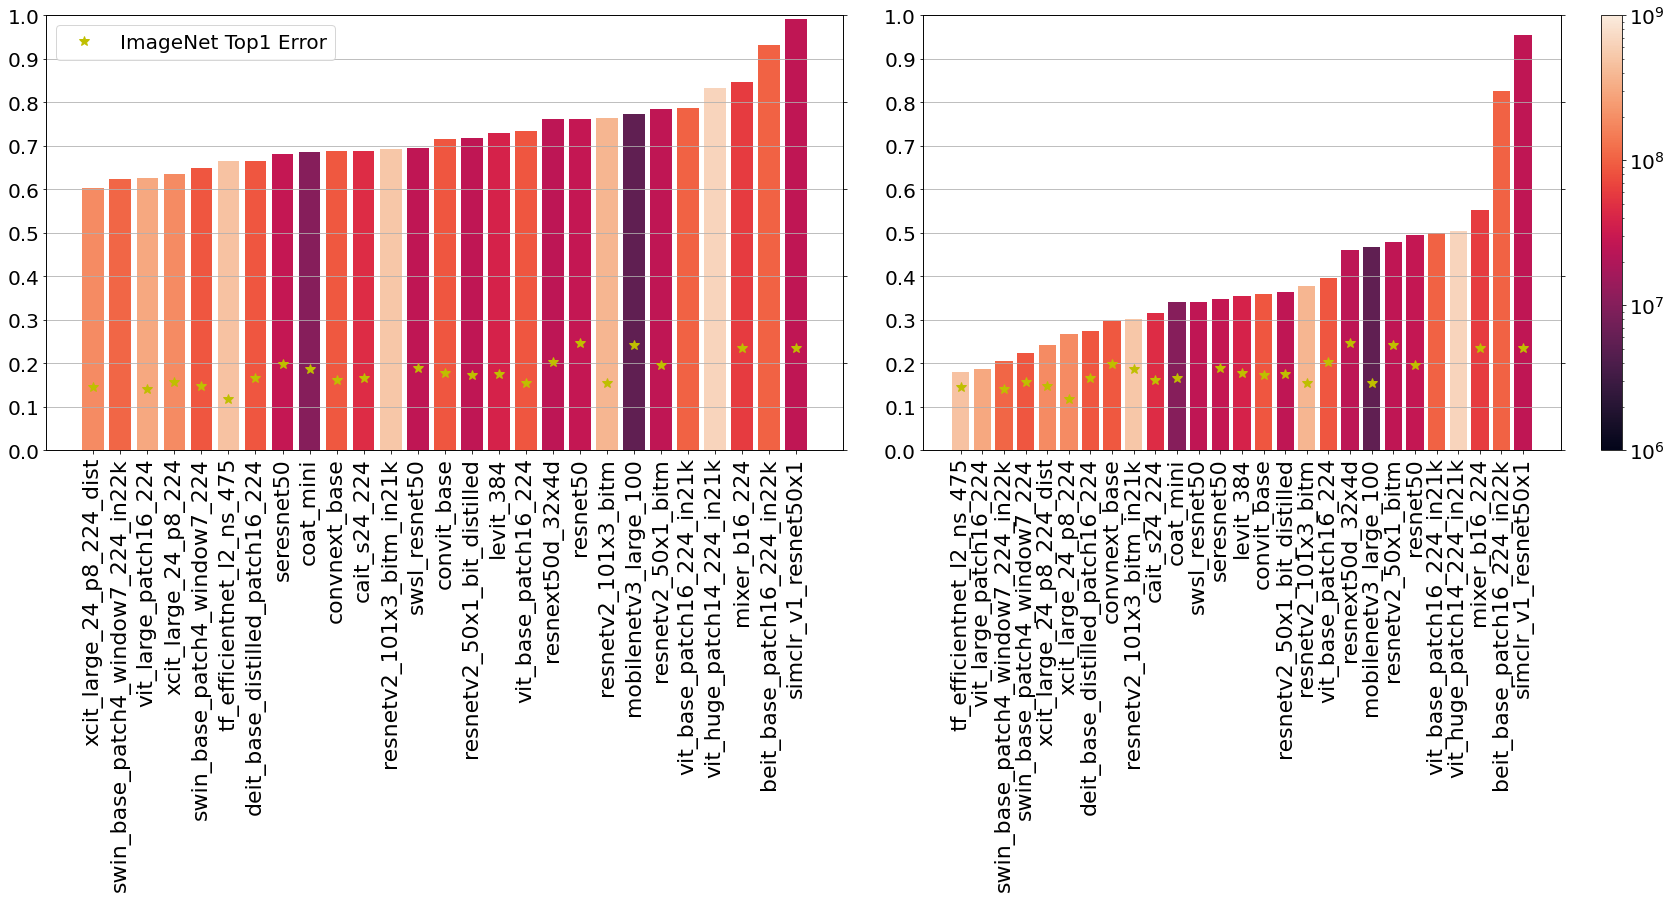 1.0
0.9
0.8
0.7
0.6
0.5
0.4
0.3
0.2
0.1
0.0
ImageNet Top1 Error
xcit_large_24_p8_224_dist
swin_base_patch4_window7_224_in22k
vit_large_patch16_224
xcit_large_24_p8_224
swin_base_patch4_window7_224
tf_efficientnet_l2_ns_475
deit_base_distilled_patch16_224
seresnet50
coat_mini
convnext_base
cait_s24_224
resnetv2_101x3_bitm_in21k
swsl_resnet50
convit_base
resnetv2_50x1_bit_distilled
levit_384
vit_base_patch16_224
resnext50d_32x4d
resnet50
resnetv2_101x3_bitm
mobilenetv3_large_100
resnetv2_50x1_bitm
vit_base_patch16_224_in21k
vit_huge_patch14_224_in21k
mixer_b16_224
beit_base_patch16_224_in22k
simclr_v1_resnet50x1
1.0
0.9
0.8
0.7
0.6
0.5
0.4
0.3
0.2
0.1
0.0
tf_efficientnet_l2_ns_475
vit_large_patch16_224
swin_base_patch4_window7_224_in22k
swin_base_patch4_window7_224
xcit_large_24_p8_224_dist
xcit_large_24_p8_224
deit_base_distilled_patch16_224
convnext_base
resnetv2_101x3_bitm_in21k
cait_s24_224
coat_mini
swsl_resnet50
seresnet50
levit_384
convit_base
resnetv2_50x1_bit_distilled
resnetv2_101x3_bitm
vit_base_patch16_224
resnext50d_32x4d
mobilenetv3_large_100
resnetv2_50x1_bitm
resnet50
vit_base_patch16_224_in21k
vit_huge_patch14_224_in21k
mixer_b16_224
beit_base_patch16_224_in22k
simclr_v1_resnet50x1
10⁹
10⁸
10⁷
10⁶